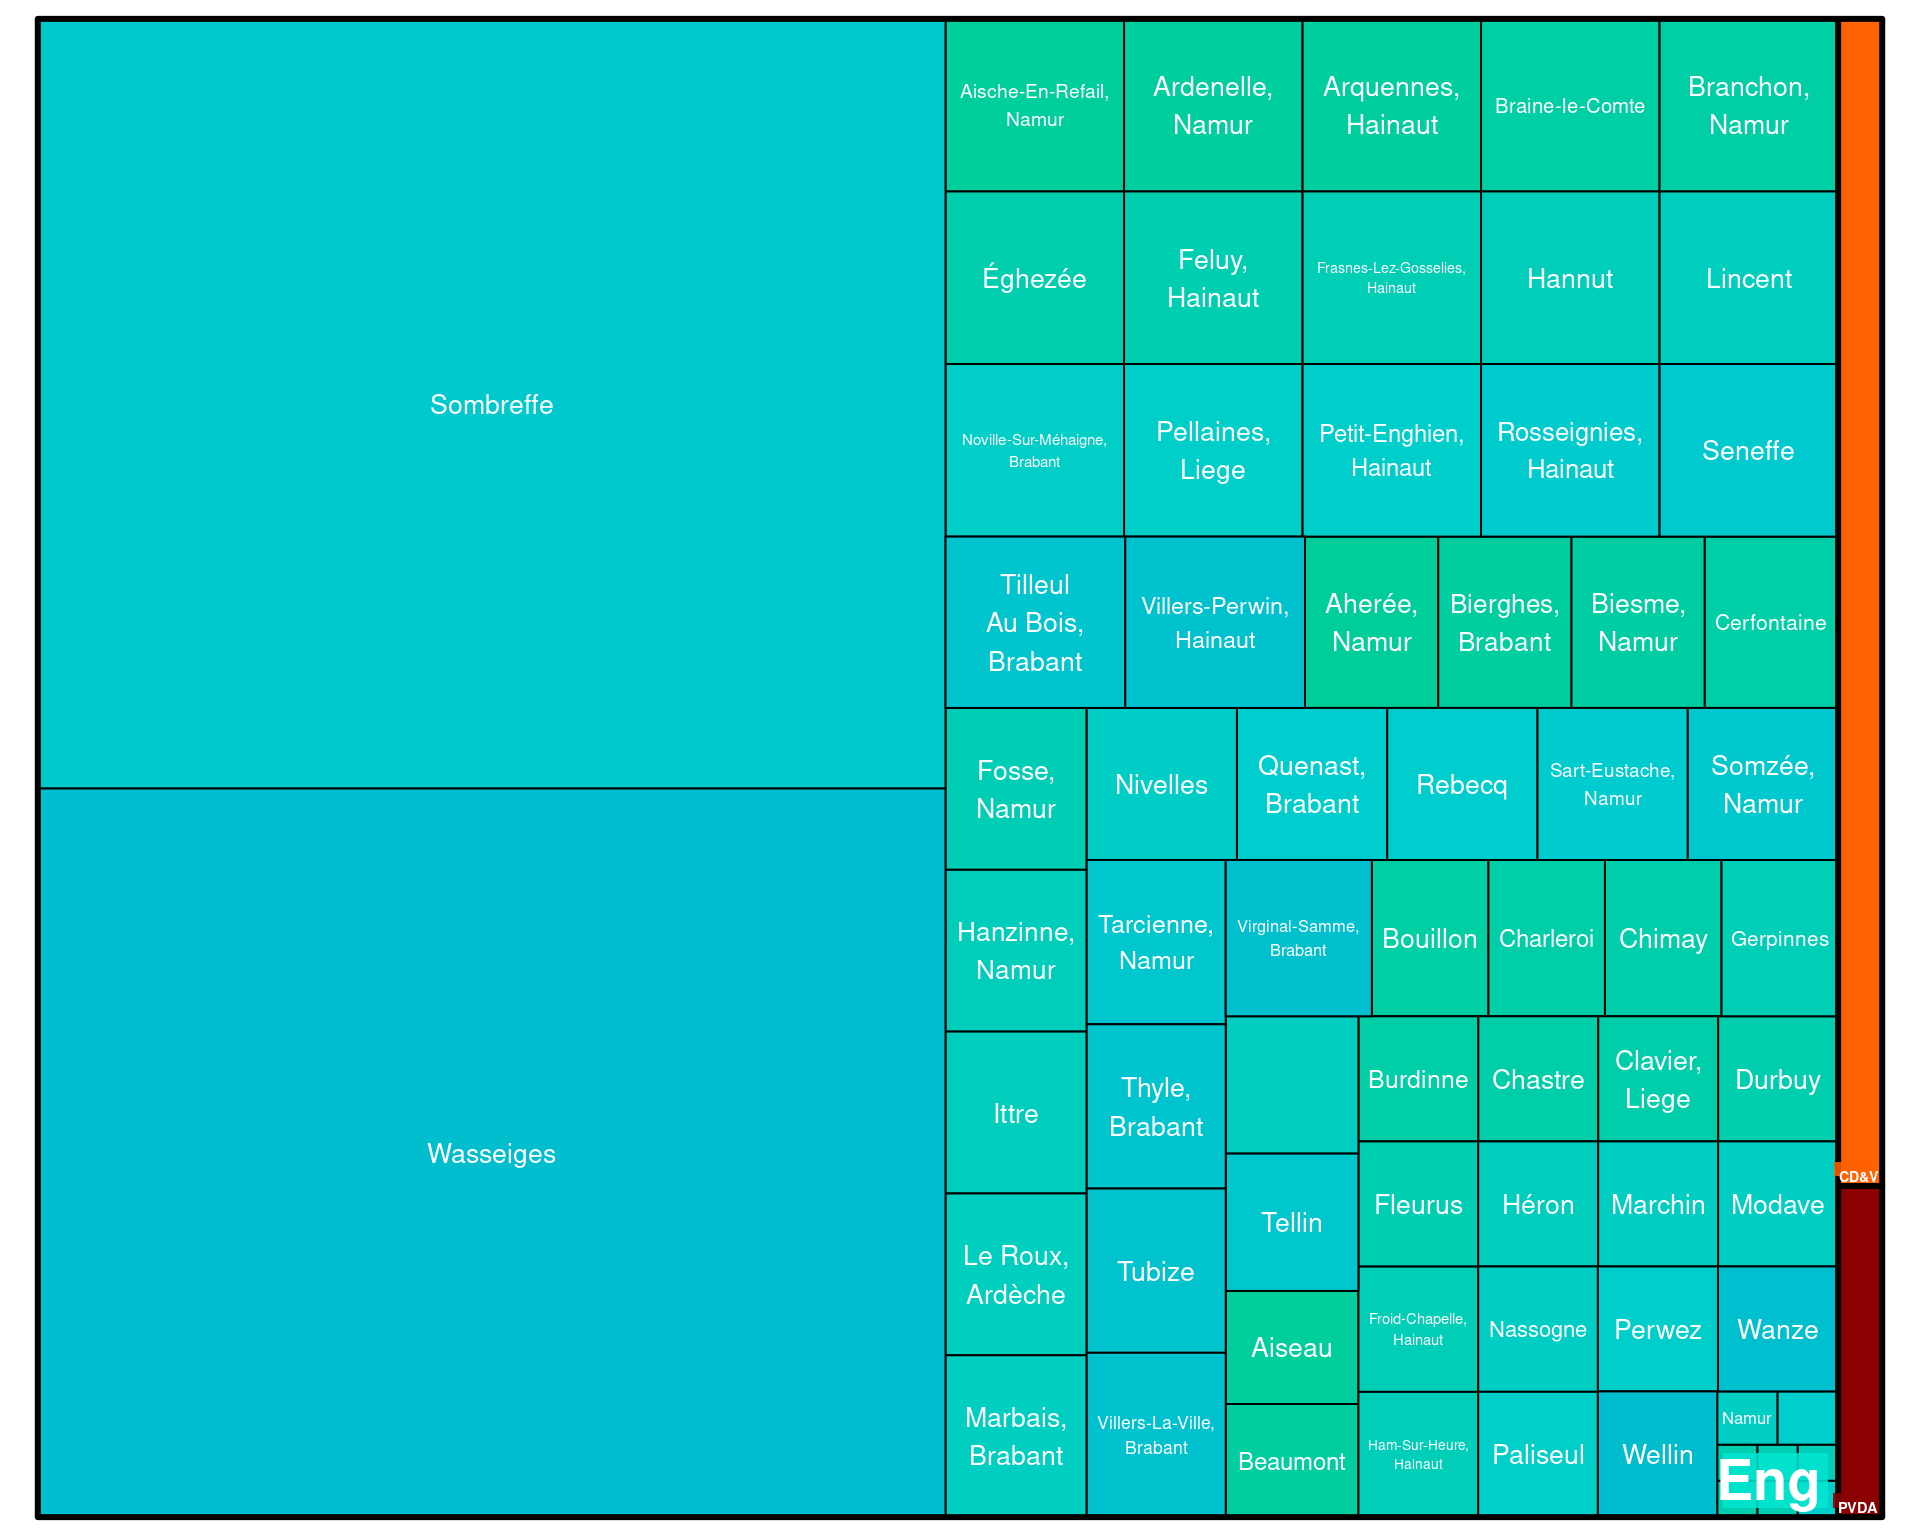 Sombreffe
Wasseiges
Aische-En-Refail,
Namur
Ardenelle,
Namur
Arquennes,
Hainaut
Braine-le-Comte
Branchon,
Namur
Éghezée
Feluy,
Hainaut
Frasnes-Lez-Gosselies,
Hainaut
Hannut
Lincent
Noville-Sur-Méhaigne,
Brabant
Pellaines,
Liege
Petit-Enghien,
Hainaut
Rosseignies,
Hainaut
Seneffe
Tilleul
Au Bois,
Brabant
Villers-Perwin,
Hainaut
Aherée,
Namur
Bierghes,
Brabant
Biesme,
Namur
Cerfontaine
Fosse,
Namur
Nivelles
Quenast,
Brabant
Rebecq
Sart-Eustache,
Namur
Somzée,
Namur
Hanzinne,
Namur
Tarcienne,
Namur
Virginal-Samme,
Brabant
Bouillon
Charleroi
Chimay
Gerpinnes
Ittre
Thyle,
Brabant
Burdinne
Chastre
Clavier,
Liege
Durbuy
Tellin
Fleurus
Héron
Marchin
Modave
Le Roux,
Ardèche
Tubize
Aiseau
Froid-Chapelle,
Hainaut
Nassogne
Perwez
Wanze
Marbais,
Brabant
Villers-La-Ville,
Brabant
Beaumont
Ham-Sur-Heure,
Hainaut
Paliseul
Wellin
Namur
Eng
CD&V
PVDA